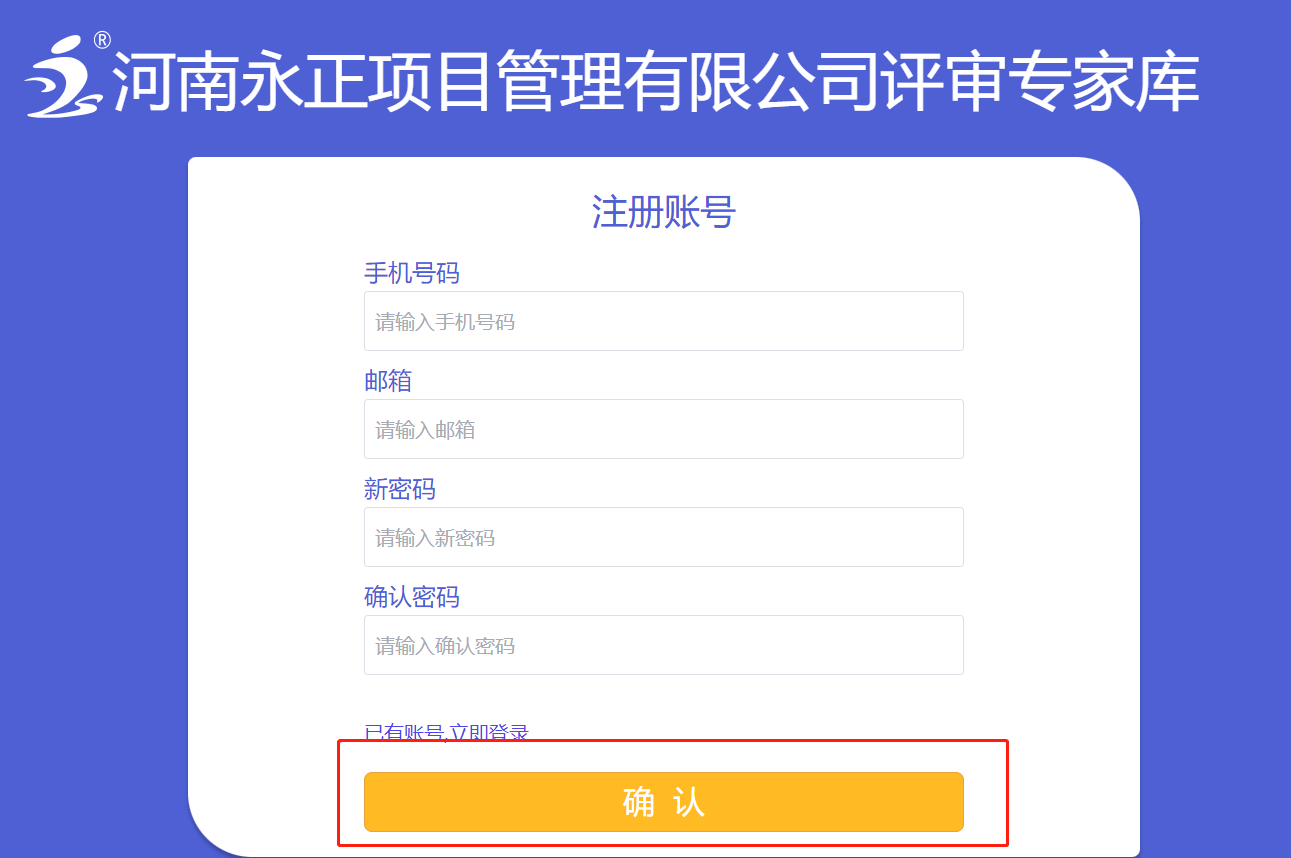 ®河南永正项目管理有限公司评审专家库
注册账号
手机号码
请输入手机号码
邮箱
请输入邮箱
新密码
请输入新密码
确认密码
请输入确认密码
已有账号,立即登录
确 认